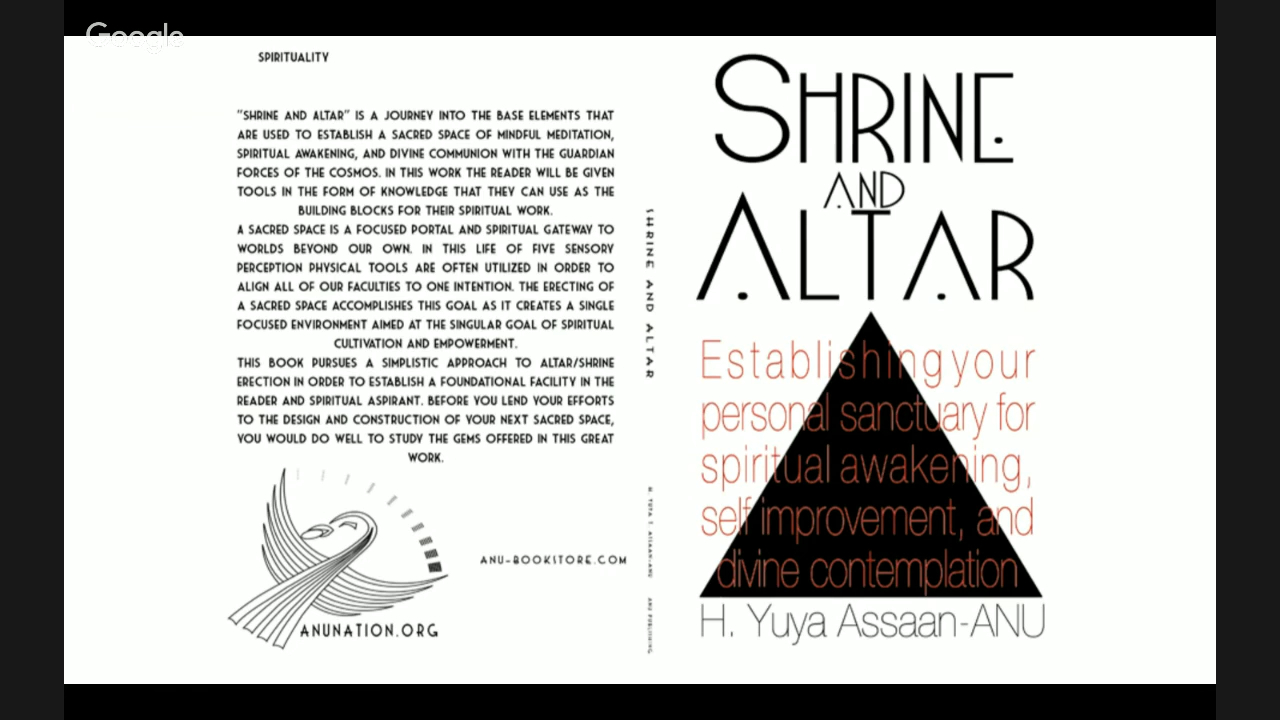 Google
SPIRITUALITY
"SHRINE AND ALTAR" IS A JOURNEY INTO THE BASE ELEMENTS THAT
ARE USED TO ESTABLISH A SACRED SPACE OF MINDFUL MEDITATION,
SPIRITUAL AWAKENING, AND DIVINE COMMUNION WITH THE GUARDIAN
FORCES OF THE COSMOS. IN THIS WORK THE READER WILL BE GIVEN
TOOLS IN THE FORM OF KNOWLEDGE THAT THEY CAN USE AS THE
BUILDING BLOCKS FOR THEIR SPIRITUAL WORK.
A SACRED SPACE IS A FOCUSED PORTAL AND SPIRITUAL GATEWAY TO
WORLDS BEYOND OUR OWN. IN THIS LIFE OF FIVE SENSORY
PERCEPTION PHYSICAL TOOLS ARE OFTEN UTILIZED IN ORDER TO
ALIGN ALL OF OUR FACULTIES TO ONE INTENTION. THE ERECTING OF
A SACRED SPACE ACCOMPLISHES THIS GOAL AS IT CREATES A SINGLE
FOCUSED ENVIRONMENT AIMED AT THE SINGULAR GOAL OF SPIRITUAL
CULTIVATION AND EMPOWERMENT.
THIS BOOK PURSUES A SIMPLISTIC APPROACH TO ALTAR/SHRINE
ERECTION IN ORDER TO ESTABLISH A FOUNDATIONAL FACILITY IN THE
READER AND SPIRITUAL ASPIRANT. BEFORE YOU LEND YOUR EFFORTS
TO THE DESIGN AND CONSTRUCTION OF YOUR NEXT SACRED SPACE,
YOU WOULD DO WELL TO STUDY THE GEMS OFFERED IN THIS GREAT
WORK.
ANU-BOOKSTORE.COM
ANUNATION.ORG
SHRINE AND ALTAR
H. YUYA T. ASSAAN-ANU
ANU PUBLISHING
SHRINE
AND
ALTAR
Establishing your
personal sanctuary for
spiritual awakening,
self improvement, and
divine contemplation
H. Yuya Assaan-ANU